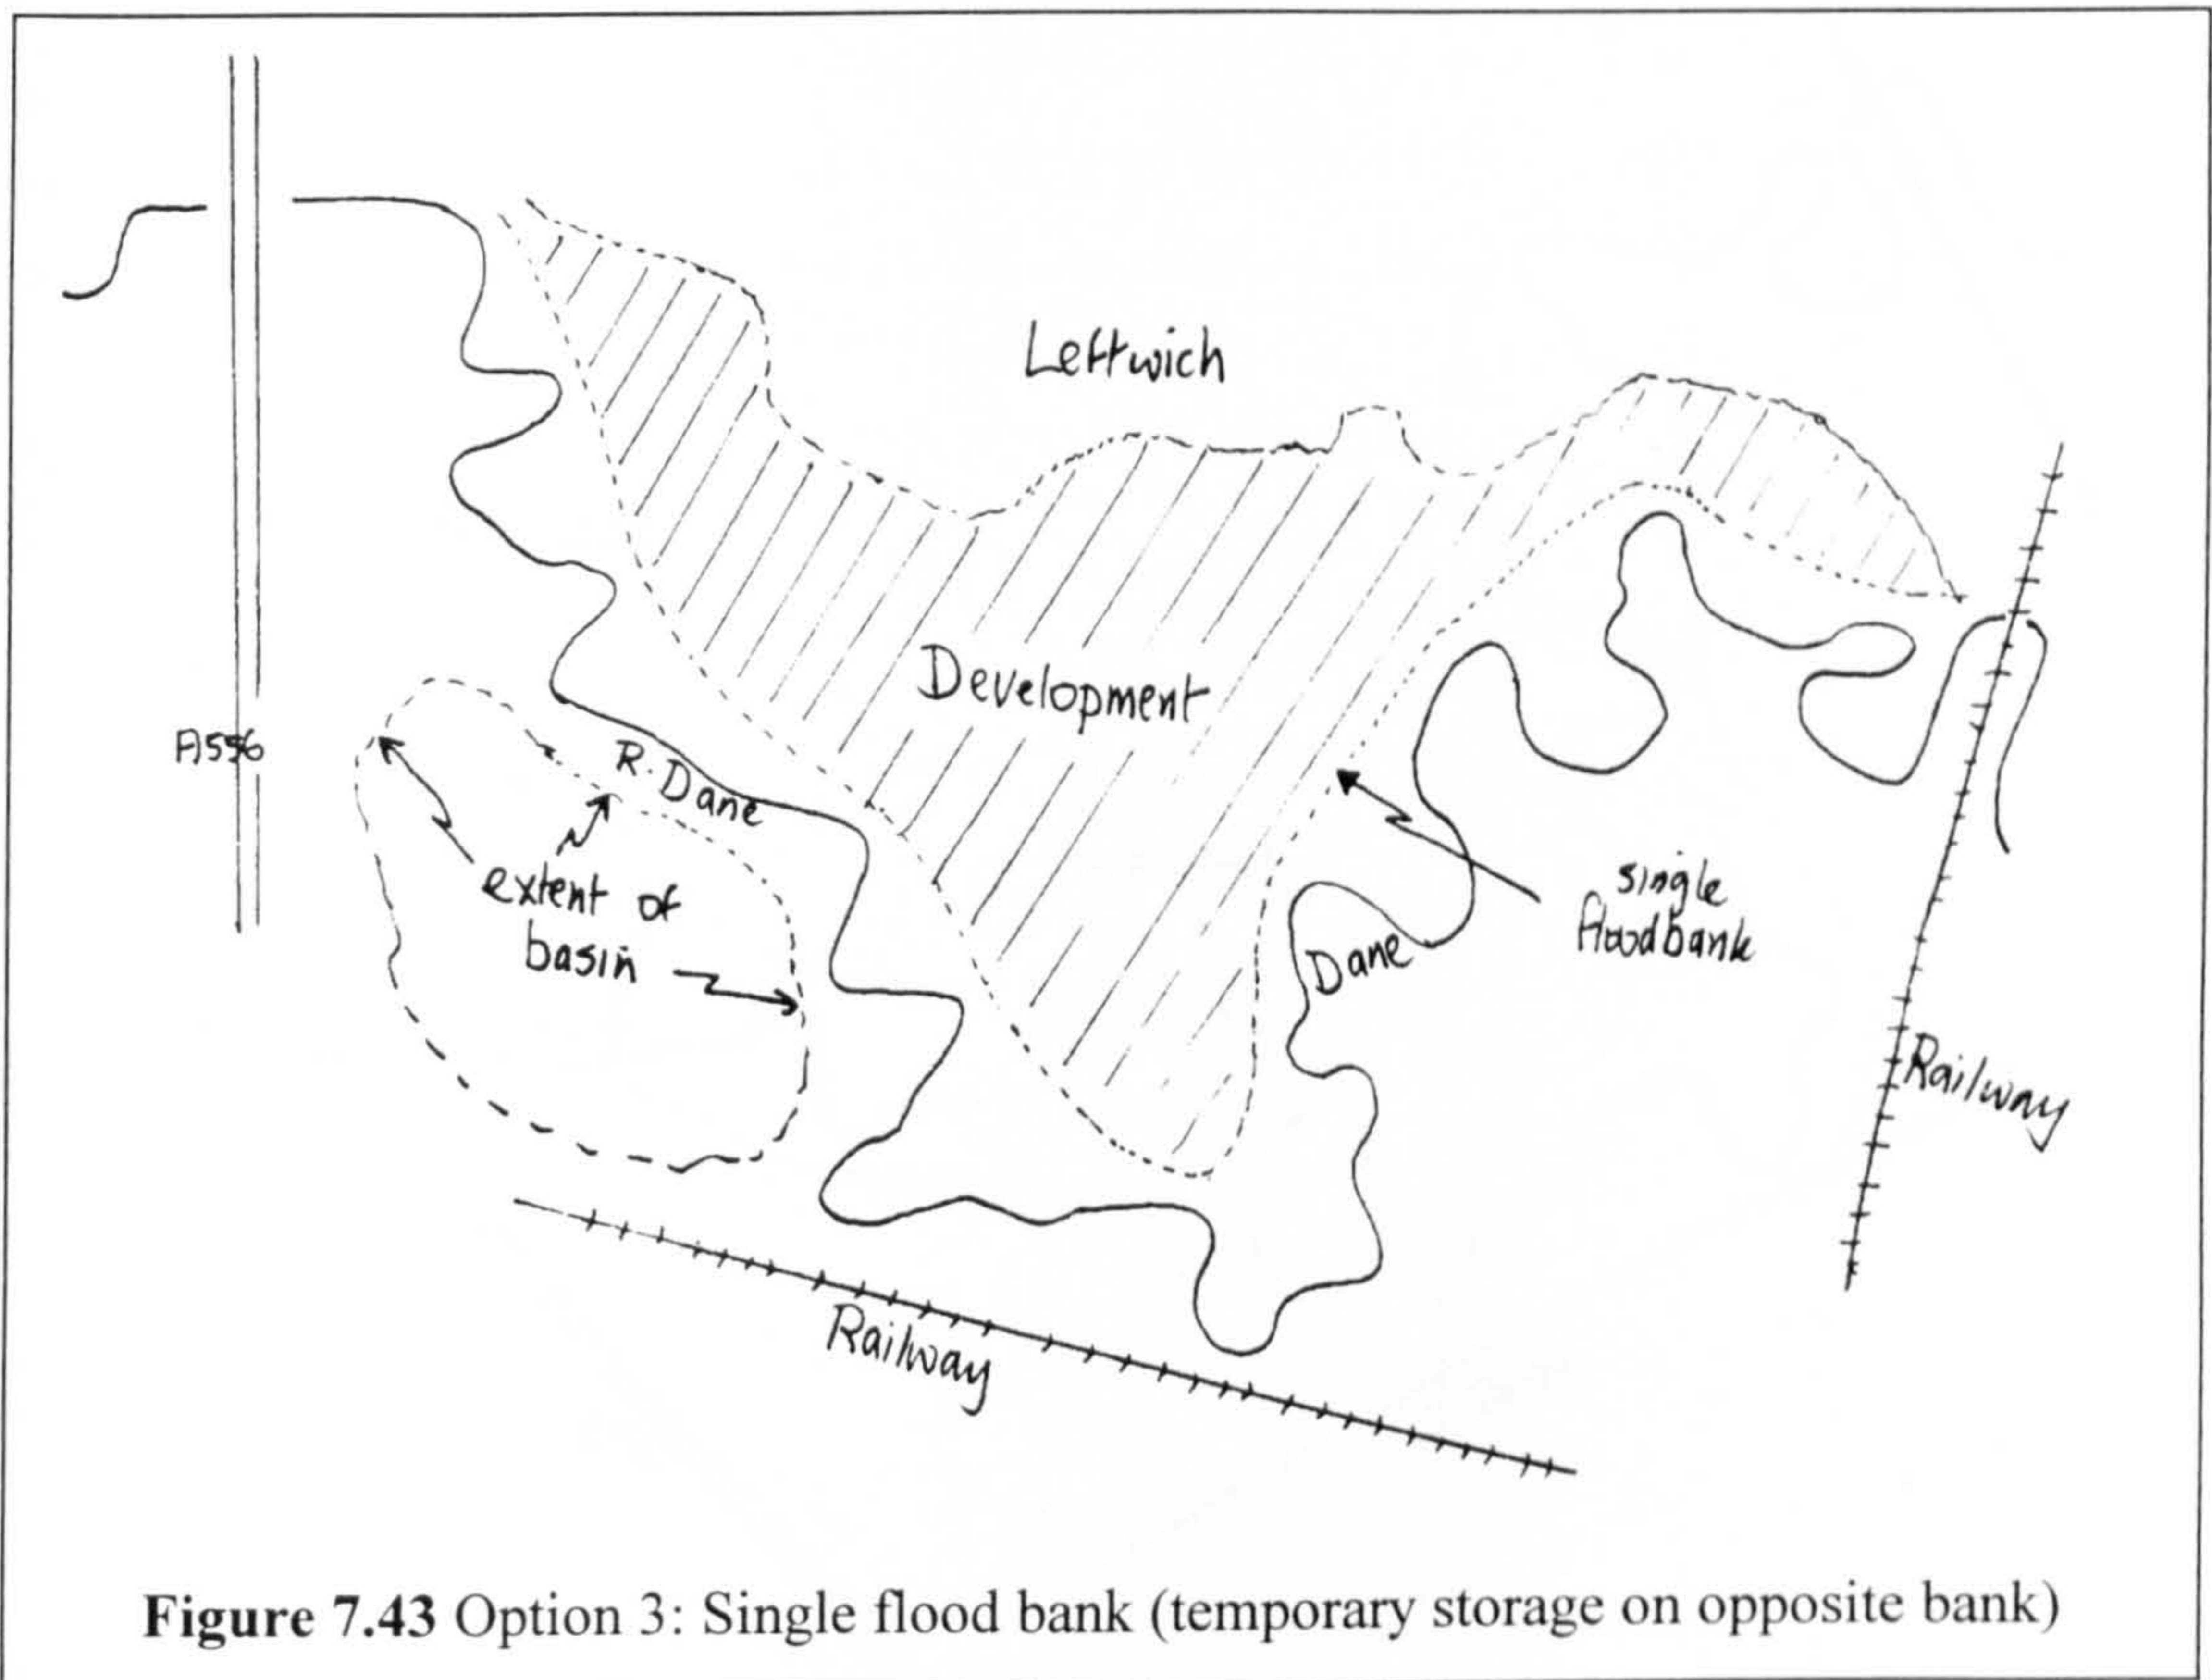 Leftwich
Development
A556
R. Dane
extent of
basin
Dane
single
floodbank
Railway
Railway
Figure 7.43 Option 3: Single flood bank (temporary storage on opposite bank)